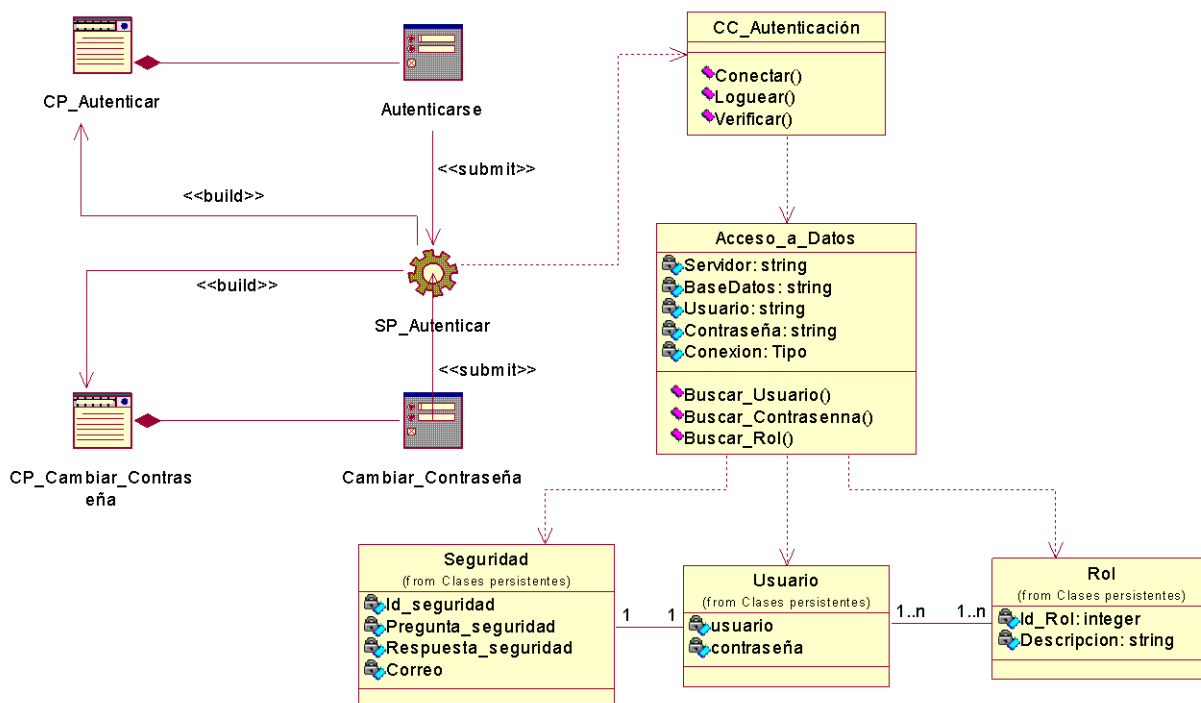 CP_Autenticar
Autenticarse
<<build>>
<<submit>>
<<build>>
SP_Autenticar
<<submit>>
CP_Cambiar_Contras
eña
Cambiar_Contraseña
CC_Autenticación
Conectar()
Loguear()
Verificar()
Acceso_a_Datos
Servidor: string
BaseDatos: string
Usuario: string
Contraseña: string
Conexion: Tipo
Buscar_Usuario()
Buscar_Contrasenna()
Buscar_Rol()
Seguridad
(from Clases persistentes)
Id_seguridad
Pregunta_seguridad
Respuesta_seguridad
Correo
1
1
Usuario
(from Clases persistentes)
usuario
contraseña
1..n
1..n
Rol
(from Clases persistentes)
Id_Rol: integer
Descripcion: string